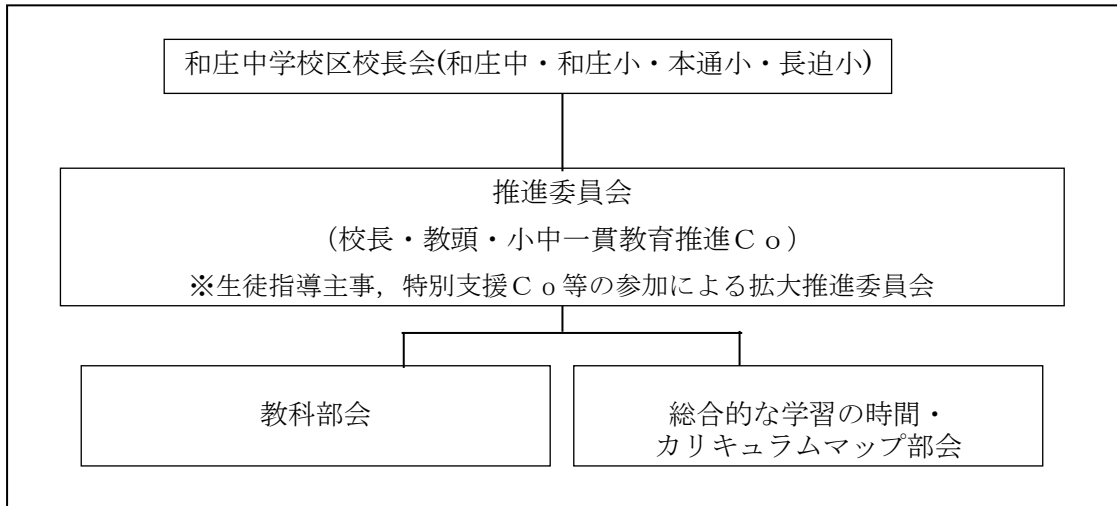 和庄中学校区校長会(和庄中・和庄小・本通小・長迫小)
推進委員会
（校長・教頭・小中一貫教育推進Ｃｏ）
※生徒指導主事，特別支援Ｃｏ等の参加による拡大推進委員会
教科部会
総合的な学習の時間・
カリキュラムマップ部会